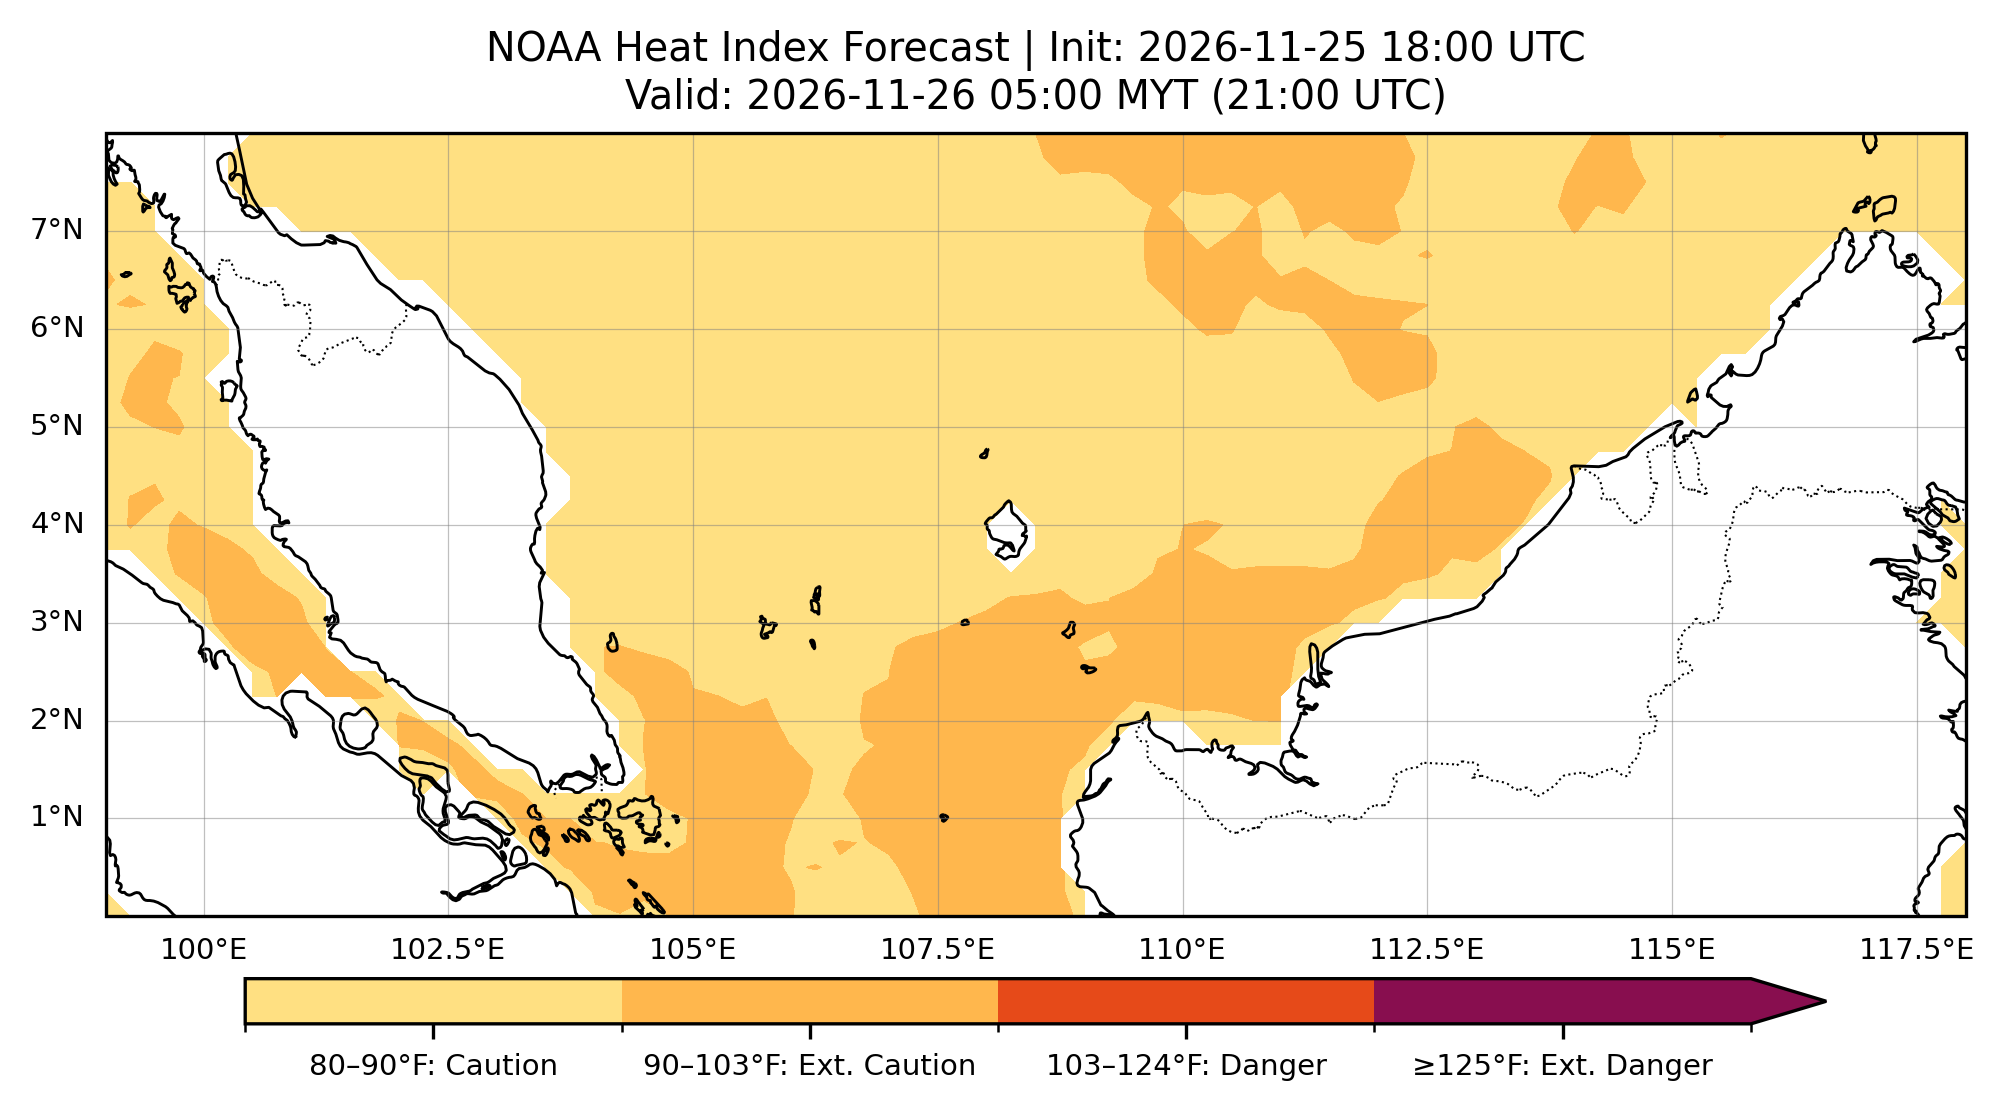 NOAA Heat Index Forecast | Init: 2026-11-25 18:00 UTC
Valid: 2026-11-26 05:00 MYT (21:00 UTC)
7°N
6°N
5°N
4°N
3°N
2°N
1°N
100°E 102.5°E 105°E 107.5°E 110°E 112.5°E 115°E 117.5°E
80–90°F: Caution 90–103°F: Ext. Caution 103–124°F: Danger ≥125°F: Ext. Danger